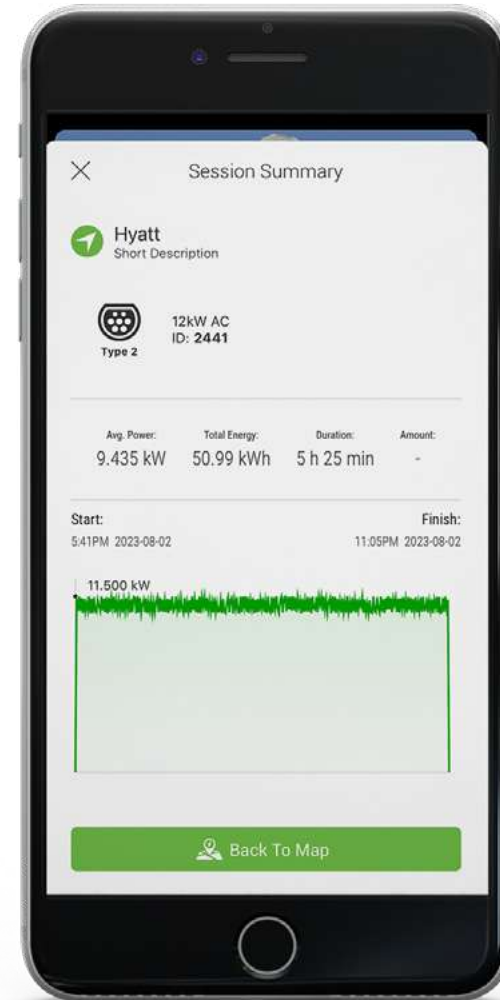 Session Summary
Hyatt
Short Description
Type 2
12kW AC
ID: 2441
Avg. Power: Total Energy: Duration: Amount:
9.435 kW 50.99 kWh 5 h 25 min -
Start: Finish:
5:41PM 2023-08-02 11:05PM 2023-08-02
11.500 kW
Back To Map